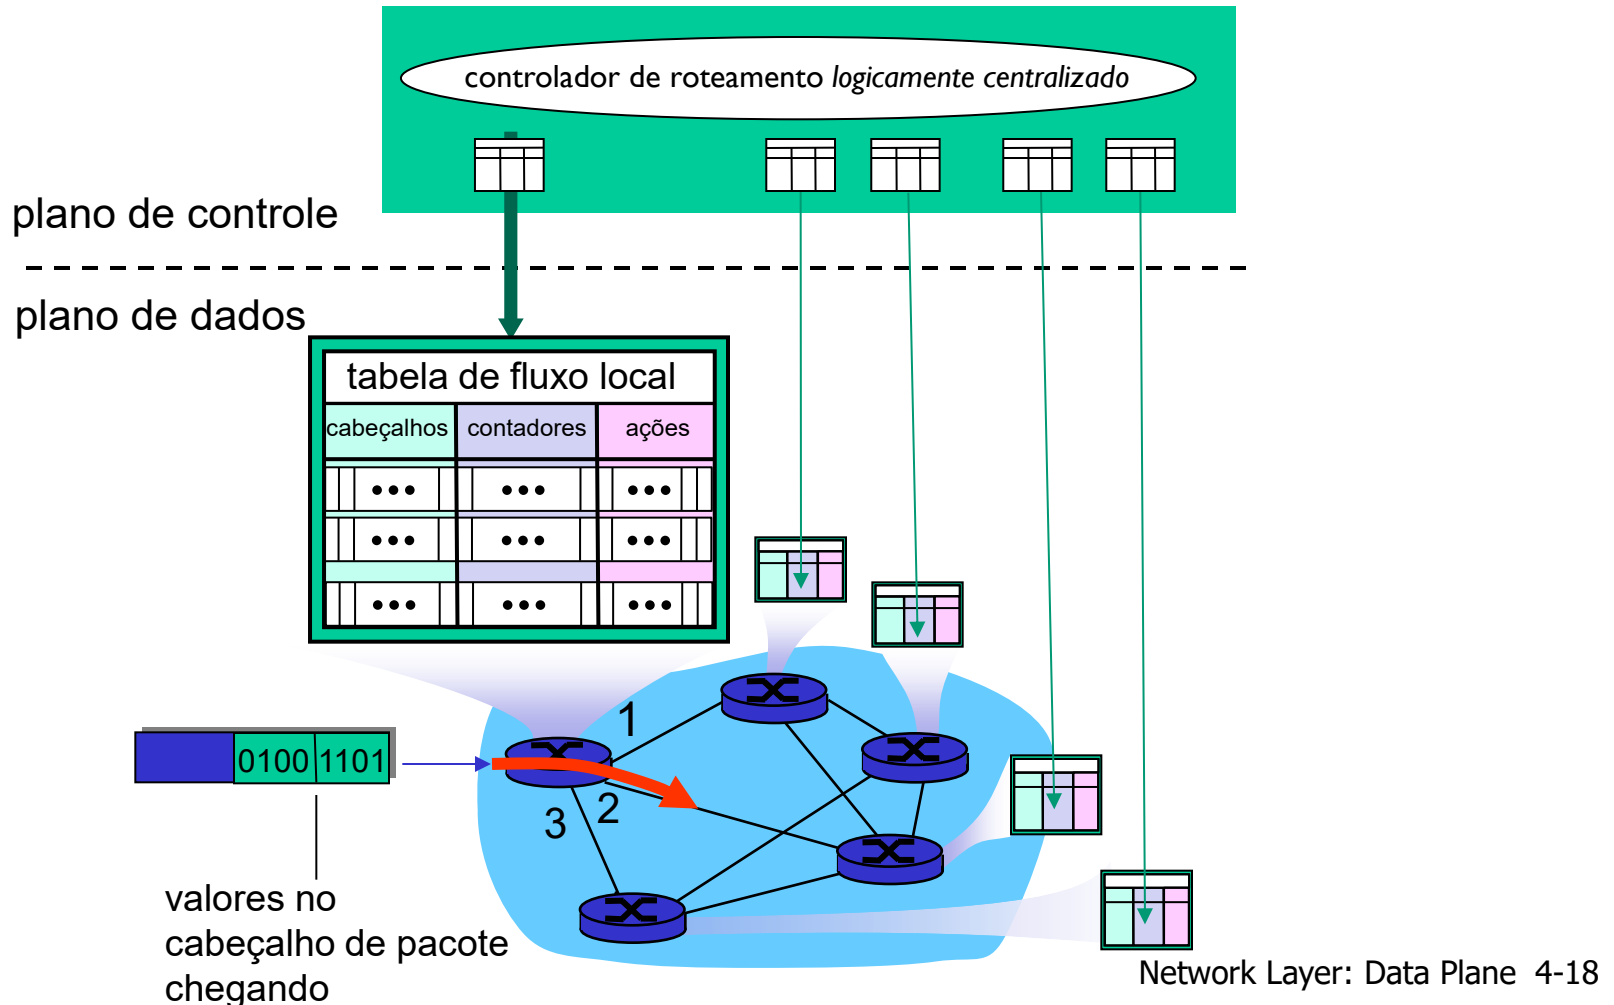 controlador de roteamento logicamente centralizado
plano de controle
plano de dados
tabela de fluxo local
cabeçalhos contadores ações
1
0100 1101
3 2
valores no
cabeçalho de pacote
chegando
Network Layer: Data Plane 4-18